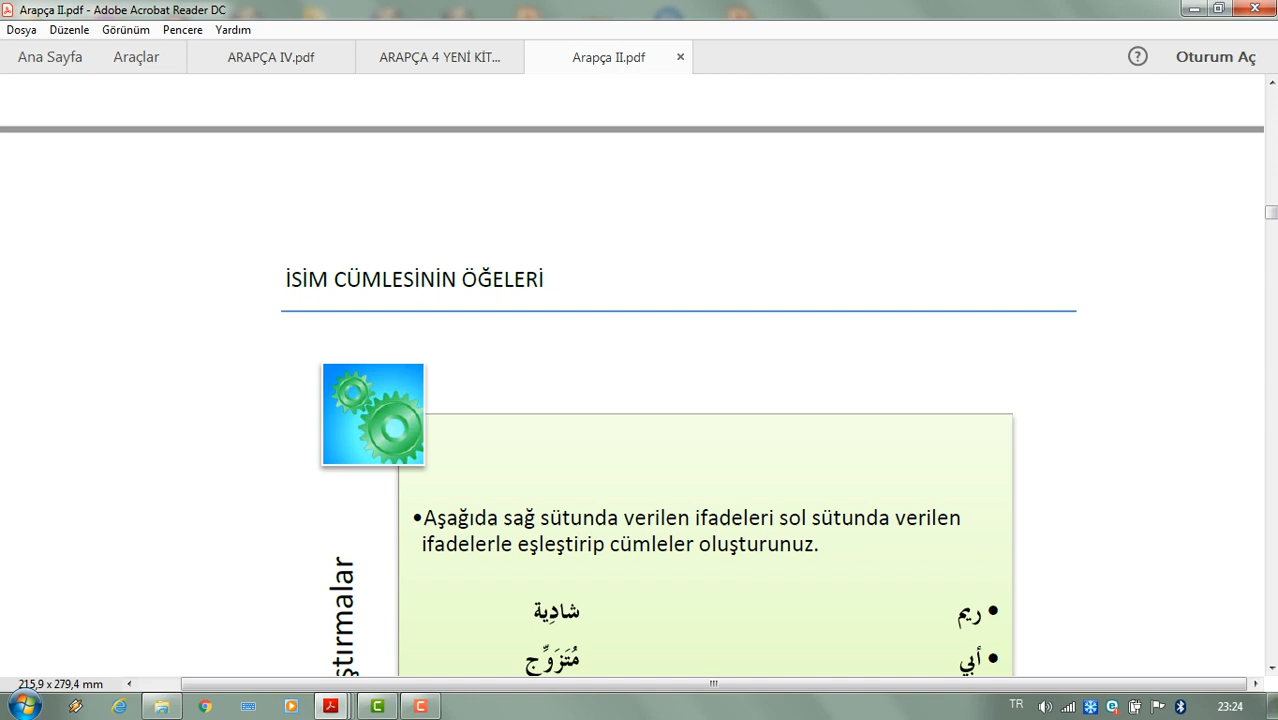 Arapça II.pdf - Adobe Acrobat Reader DC
Dosya Düzenle Görünüm Pencere Yardım
Ana Sayfa Araçlar ARAPÇA IV.pdf ARAPÇA 4 YENİ KİT... Arapça II.pdf × ? Oturum Aç
İSİM CÜMLESİNİN ÖĞELERİ
•Aşağıda sağ sütunda verilen ifadeleri sol sütunda verilen
ifadelerle eşleştirip cümleler oluşturunuz.
• ريم شادِية
• أبي مُتَزَوِّج
ştırmalar
215,9 x 279,4 mm
TR 23:24